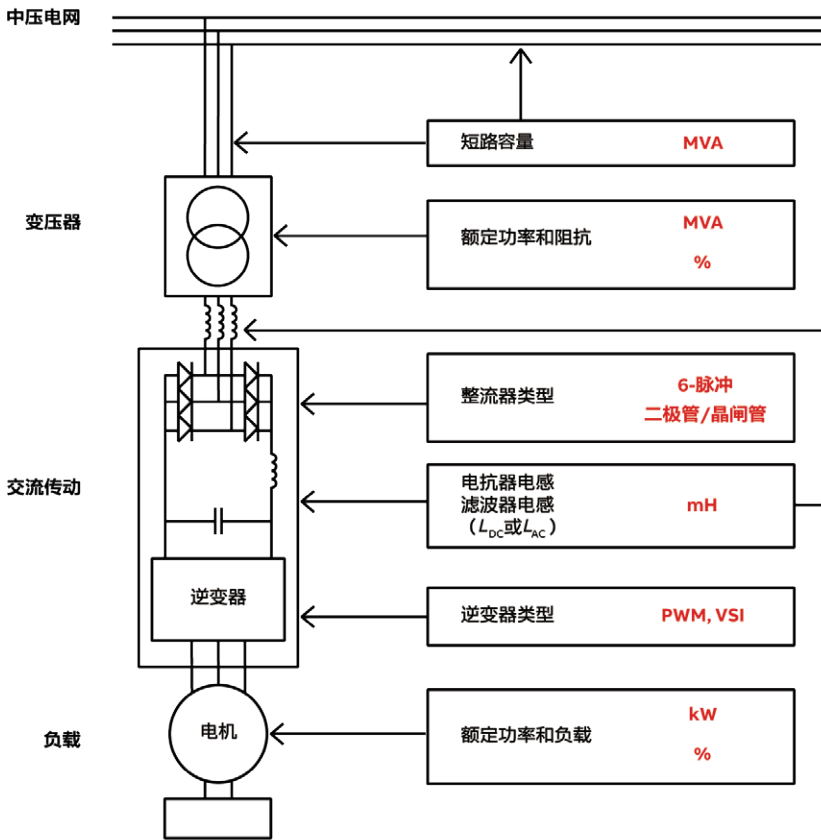 中压电网
短路容量 MVA
变压器
额定功率和阻抗 MVA
%
整流器类型 6-脉冲
二极管/晶闸管
交流传动
电抗器电感
滤波器电感 mH
(LDC或LAC)
逆变器
逆变器类型 PWM, VSI
负载
电机
额定功率和负载 kW
%